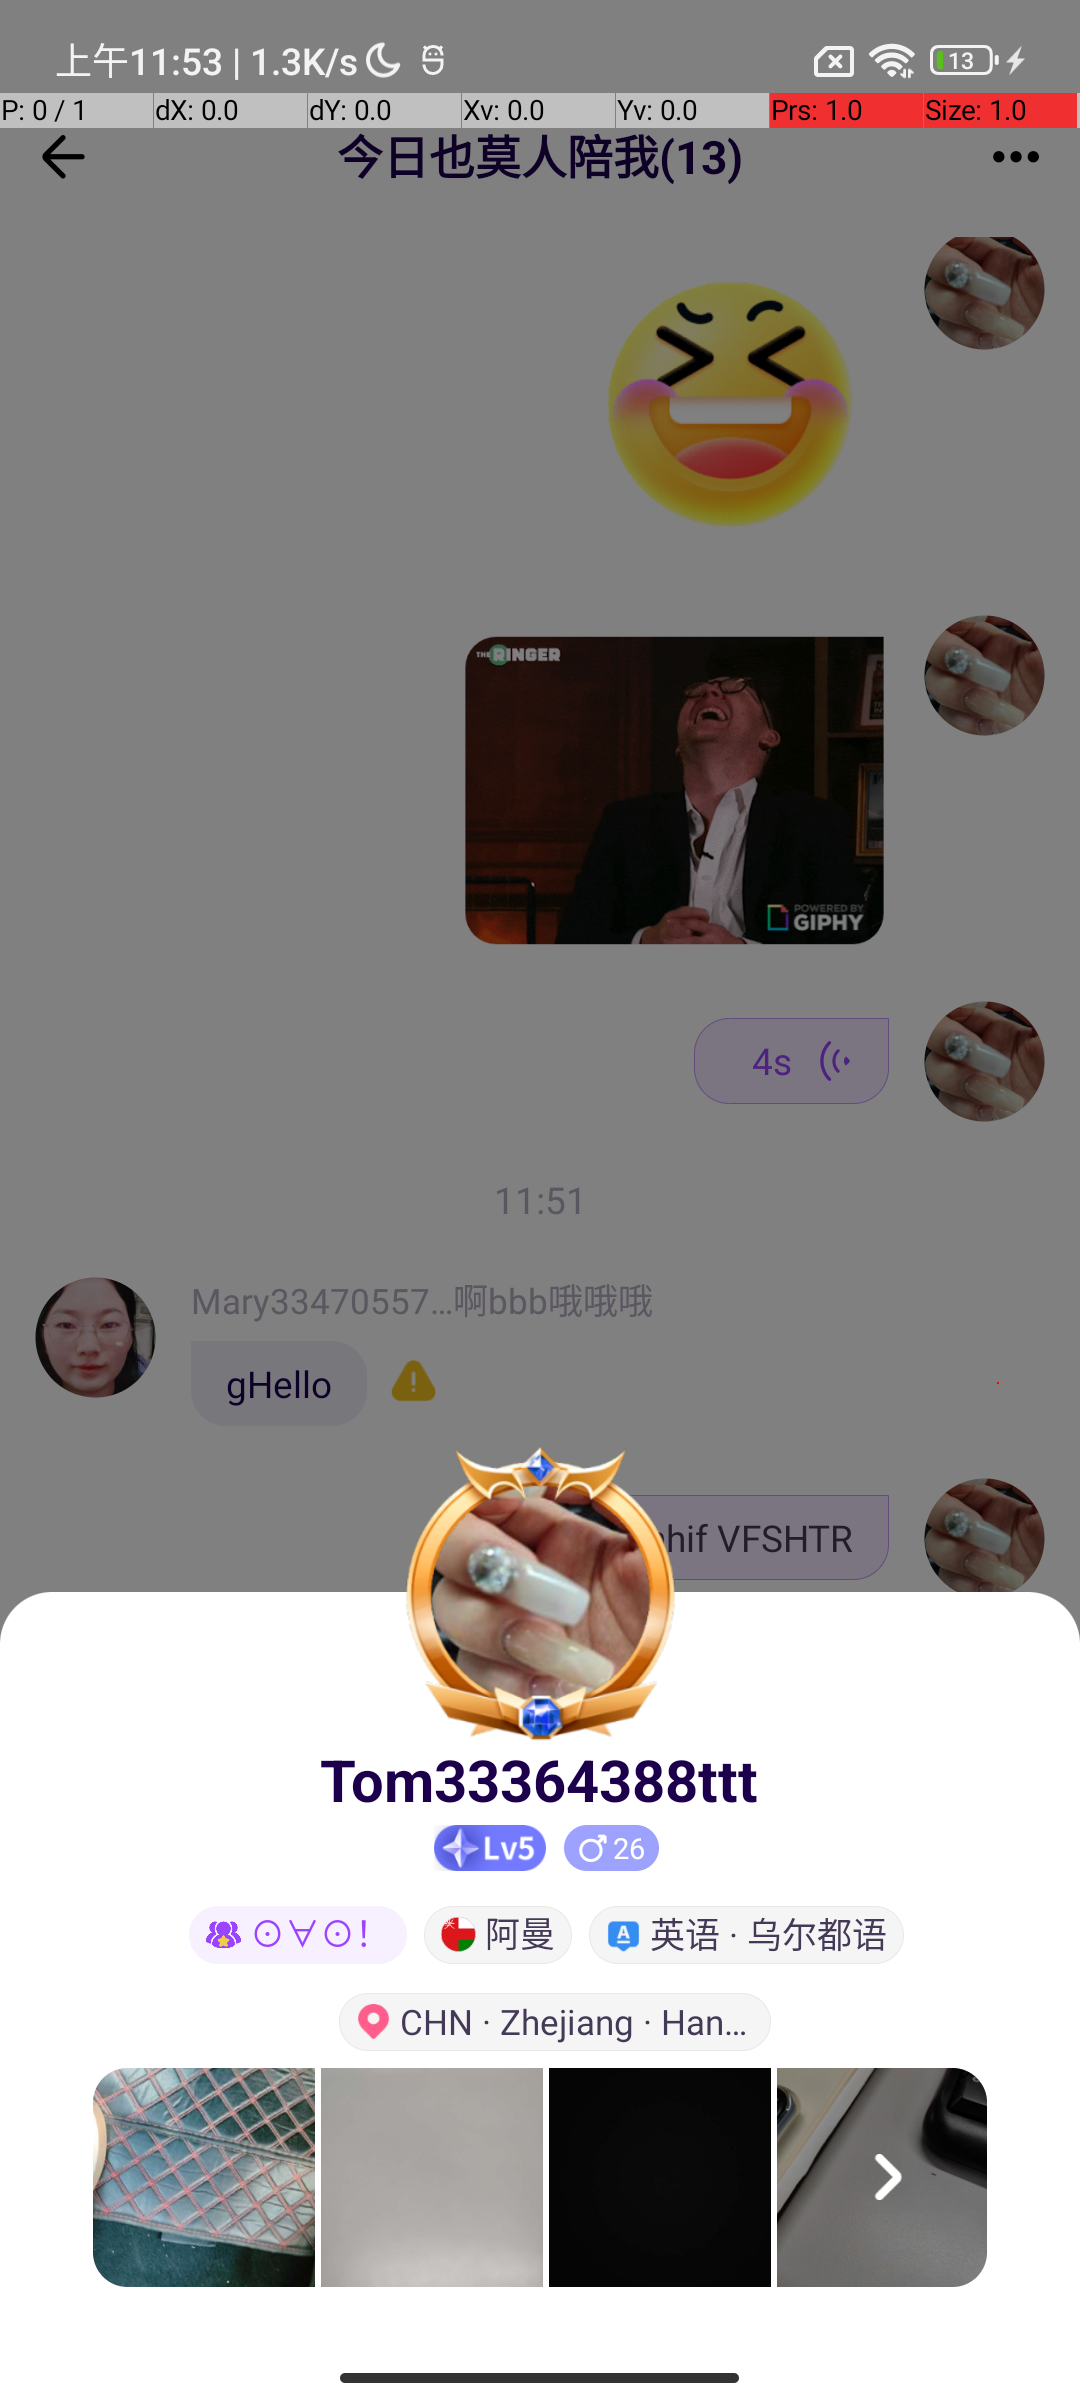 上午11:53 | 1.3K/s
13
P: 0 / 1
dX: 0.0
dY: 0.0
Xv: 0.0
Yv: 0.0
Prs: 1.0
Size: 1.0
今日也莫人陪我(13)
THE RINGER
POWERED BY
GIPHY
4s
11:51
Mary33470557...啊bbb哦哦哦
gHello
hif VFSHTR
Tom33364388ttt
Lv5
26
⊙∀⊙!
阿曼
英语 · 乌尔都语
CHN · Zhejiang · Han...